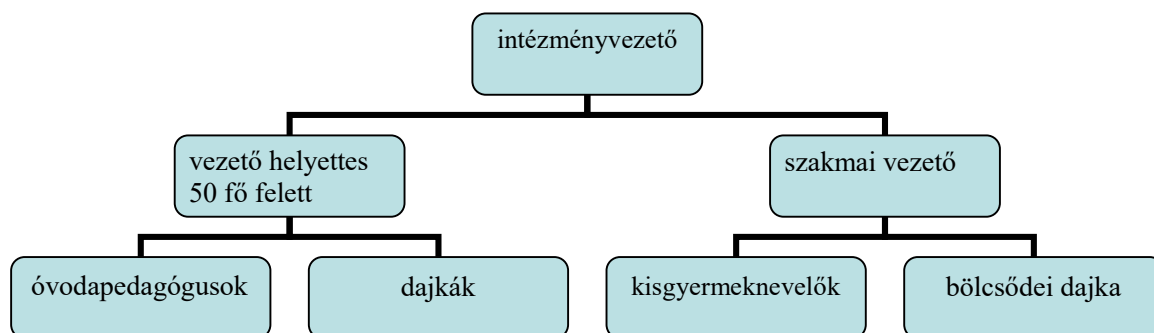 intézményvezető
vezető helyettes
50 fő felett
szakmai vezető
óvodapedagógusok
dajkák
kisgyermeknevelők
bölcsődei dajka